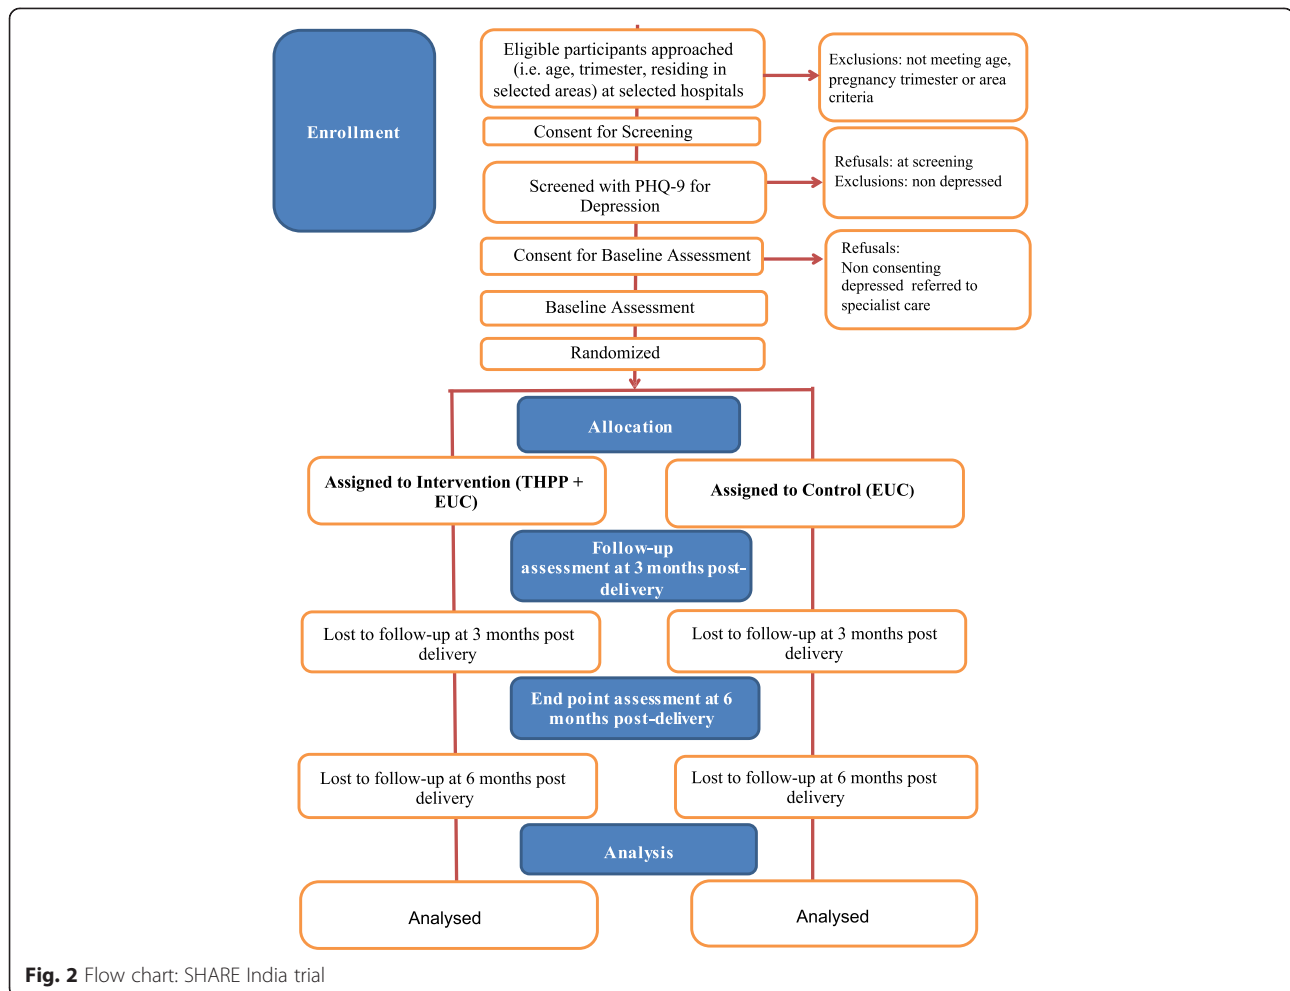 Enrollment
Eligible participants approached
(i.e. age, trimester, residing in
selected areas) at selected hospitals
Exclusions: not meeting age,
pregnancy trimester or area
criteria
Consent for Screening
Screened with PHQ-9 for
Depression
Refusals: at screening
Exclusions: non depressed
Consent for Baseline Assessment
Refusals:
Non consenting
depressed referred to
specialist care
Baseline Assessment
Randomized
Allocation
Assigned to Intervention (THPP +
EUC)
Assigned to Control (EUC)
Follow-up
assessment at 3 months post-
delivery
Lost to follow-up at 3 months post
delivery
Lost to follow-up at 3 months post
delivery
End point assessment at 6
months post-delivery
Lost to follow-up at 6 months post
delivery
Lost to follow-up at 6 months post
delivery
Analysis
Analysed
Analysed
Fig. 2 Flow chart: SHARE India trial